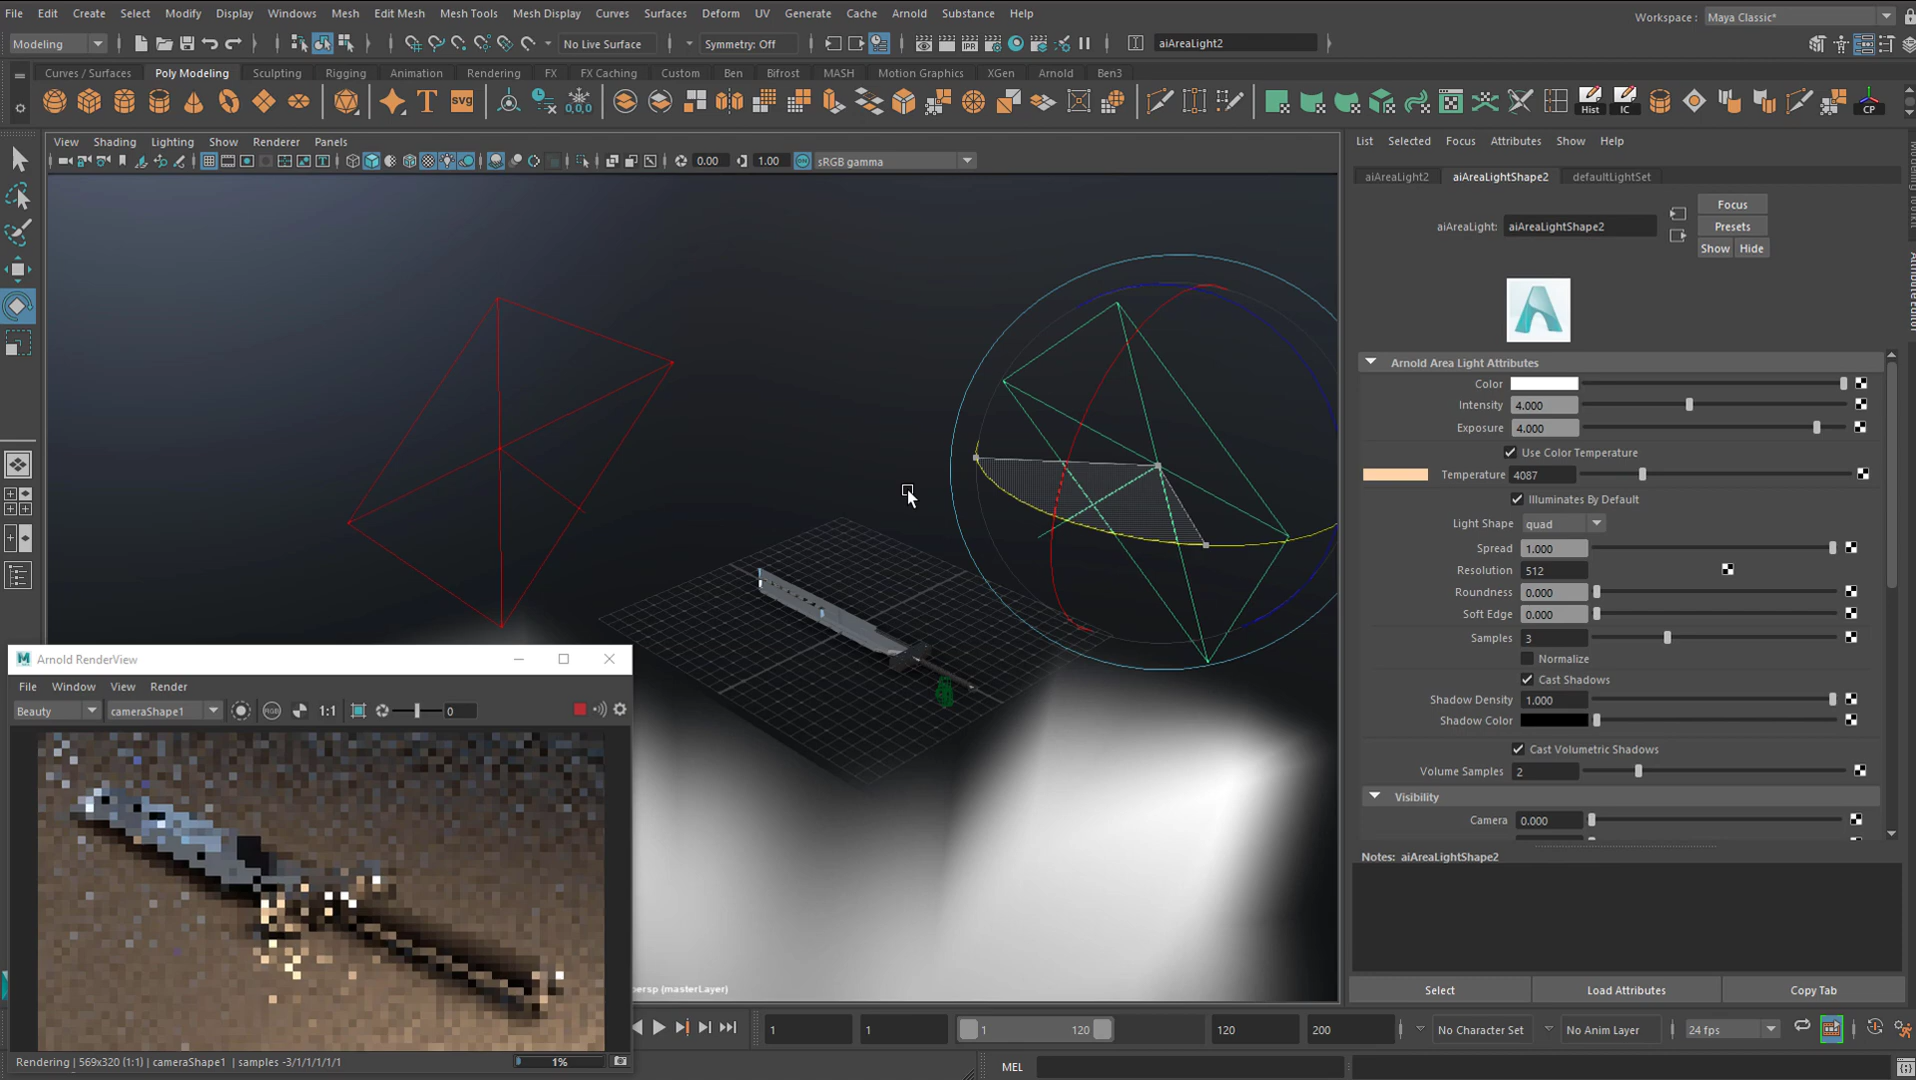 File Edit Create Select Modify Display Windows Mesh Edit Mesh Mesh Tools Mesh Display Curves Surfaces Deform UV Generate Cache Arnold Substance Help
Workspace : Maya Classic*
Modeling No Live Surface Symmetry: Off IPR aiAreaLight2
Curves / Surfaces Poly Modeling Sculpting Rigging Animation Rendering FX FX Caching Custom Ben Bifrost MASH Motion Graphics XGen Arnold Ben3
T SVG 0,0,0 Hist IC CP
View Shading Lighting Show Renderer Panels
0.00 1.00 ON sRGB gamma
List Selected Focus Attributes Show Help
aiAreaLight2 aiAreaLightShape2 defaultLightSet
Focus
aiAreaLight: aiAreaLightShape2
Presets
Show Hide
Arnold Area Light Attributes
Color
Intensity 4.000
Exposure 4.000
Use Color Temperature
Temperature 4087
Illuminates By Default
Light Shape quad
Spread 1.000
Resolution 512
Roundness 0.000
Soft Edge 0.000
Samples 3
Normalize
Cast Shadows
Shadow Density 1.000
Shadow Color
Cast Volumetric Shadows
Volume Samples 2
Visibility
Camera 0.000
Notes: aiAreaLightShape2
Select Load Attributes Copy Tab
Arnold RenderView
File Window View Render
Beauty cameraShape1 RGB 1:1 0
persp (masterLayer)
1 1 1 120 120 200 No Character Set No Anim Layer 24 fps
Rendering | 569x320 (1:1) | cameraShape1 | samples -3/1/1/1/1/1 1%
MEL